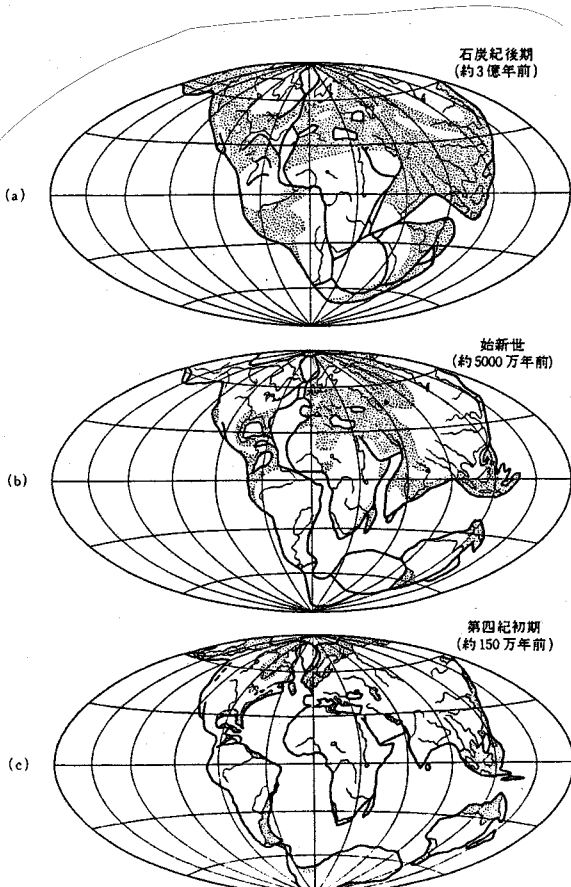 石炭紀後期
(約3億年前)
(a)
始新世
(約5000万年前)
(b)
第四紀初期
(約150万年前)
(c)